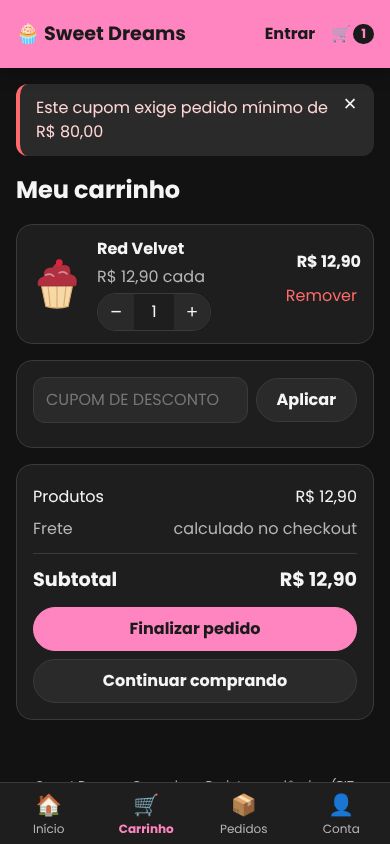 Sweet Dreams
Entrar
1
Este cupom exige pedido mínimo de
R$ 80,00
×
Meu carrinho
Red Velvet
R$ 12,90 cada
R$ 12,90
Remover
− 1 +
CUPOM DE DESCONTO
Aplicar
Produtos R$ 12,90
Frete calculado no checkout
Subtotal R$ 12,90
Finalizar pedido
Continuar comprando
Início
Carrinho
Pedidos
Conta